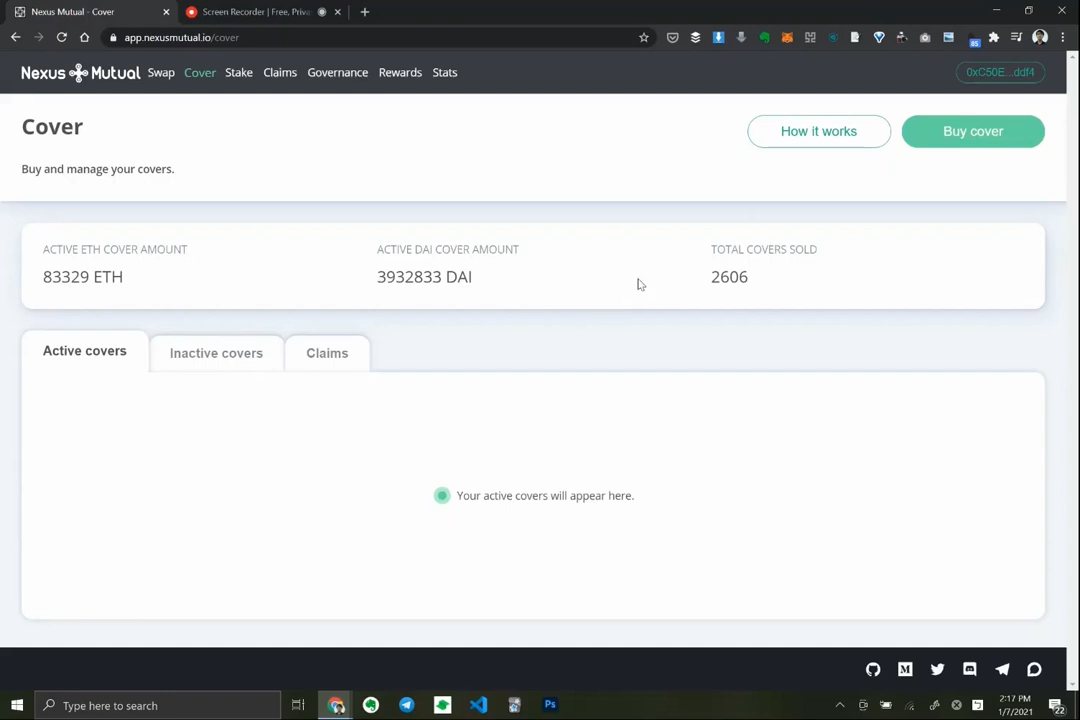 Nexus Mutual - Cover
Screen Recorder | Free, Priva
app.nexusmutual.io/cover
85
Nexus Mutual Swap Cover Stake Claims Governance Rewards Stats 0xC50E...ddf4
Cover
How it works
Buy cover
Buy and manage your covers.
ACTIVE ETH COVER AMOUNT
ACTIVE DAI COVER AMOUNT
TOTAL COVERS SOLD
83329 ETH
3932833 DAI
2606
Active covers
Inactive covers
Claims
Your active covers will appear here.
Type here to search
Ps
2:17 PM
1/7/2021
22